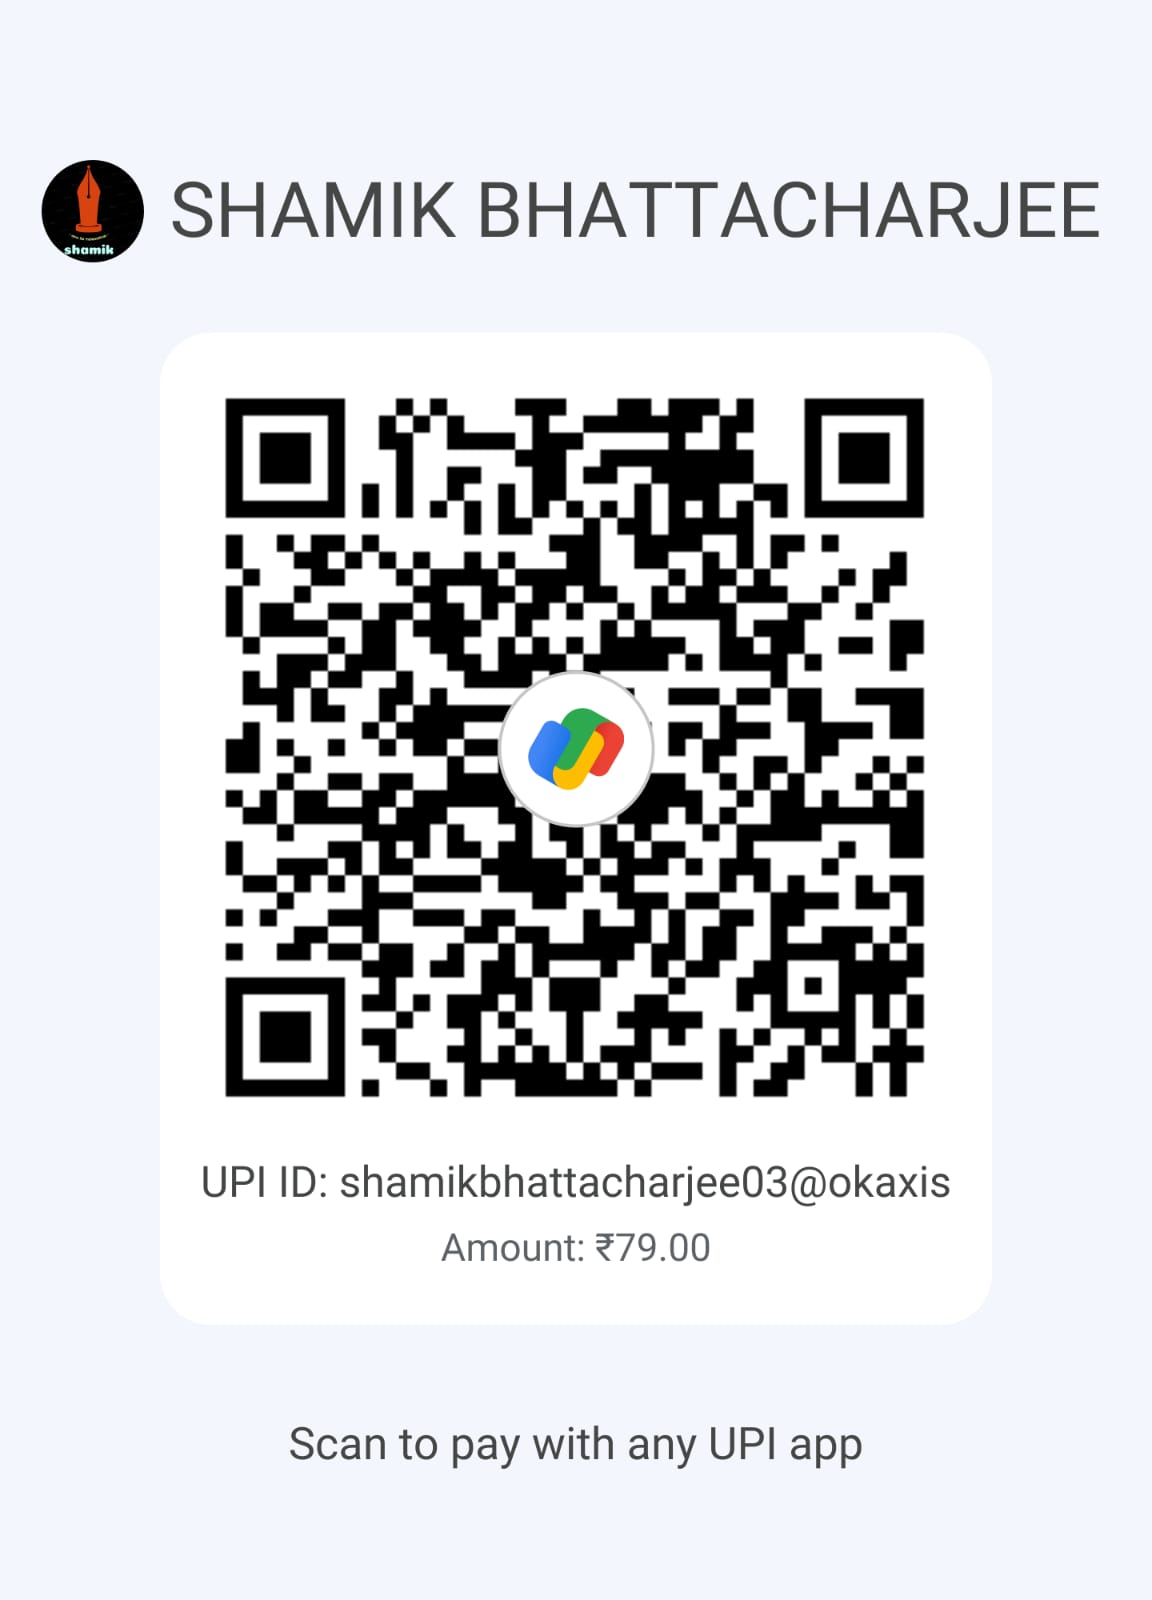 shamik
SHAMIK BHATTACHARJEE
UPI ID: shamikbhattacharjee03@okaxis
Amount: ₹79.00
Scan to pay with any UPI app